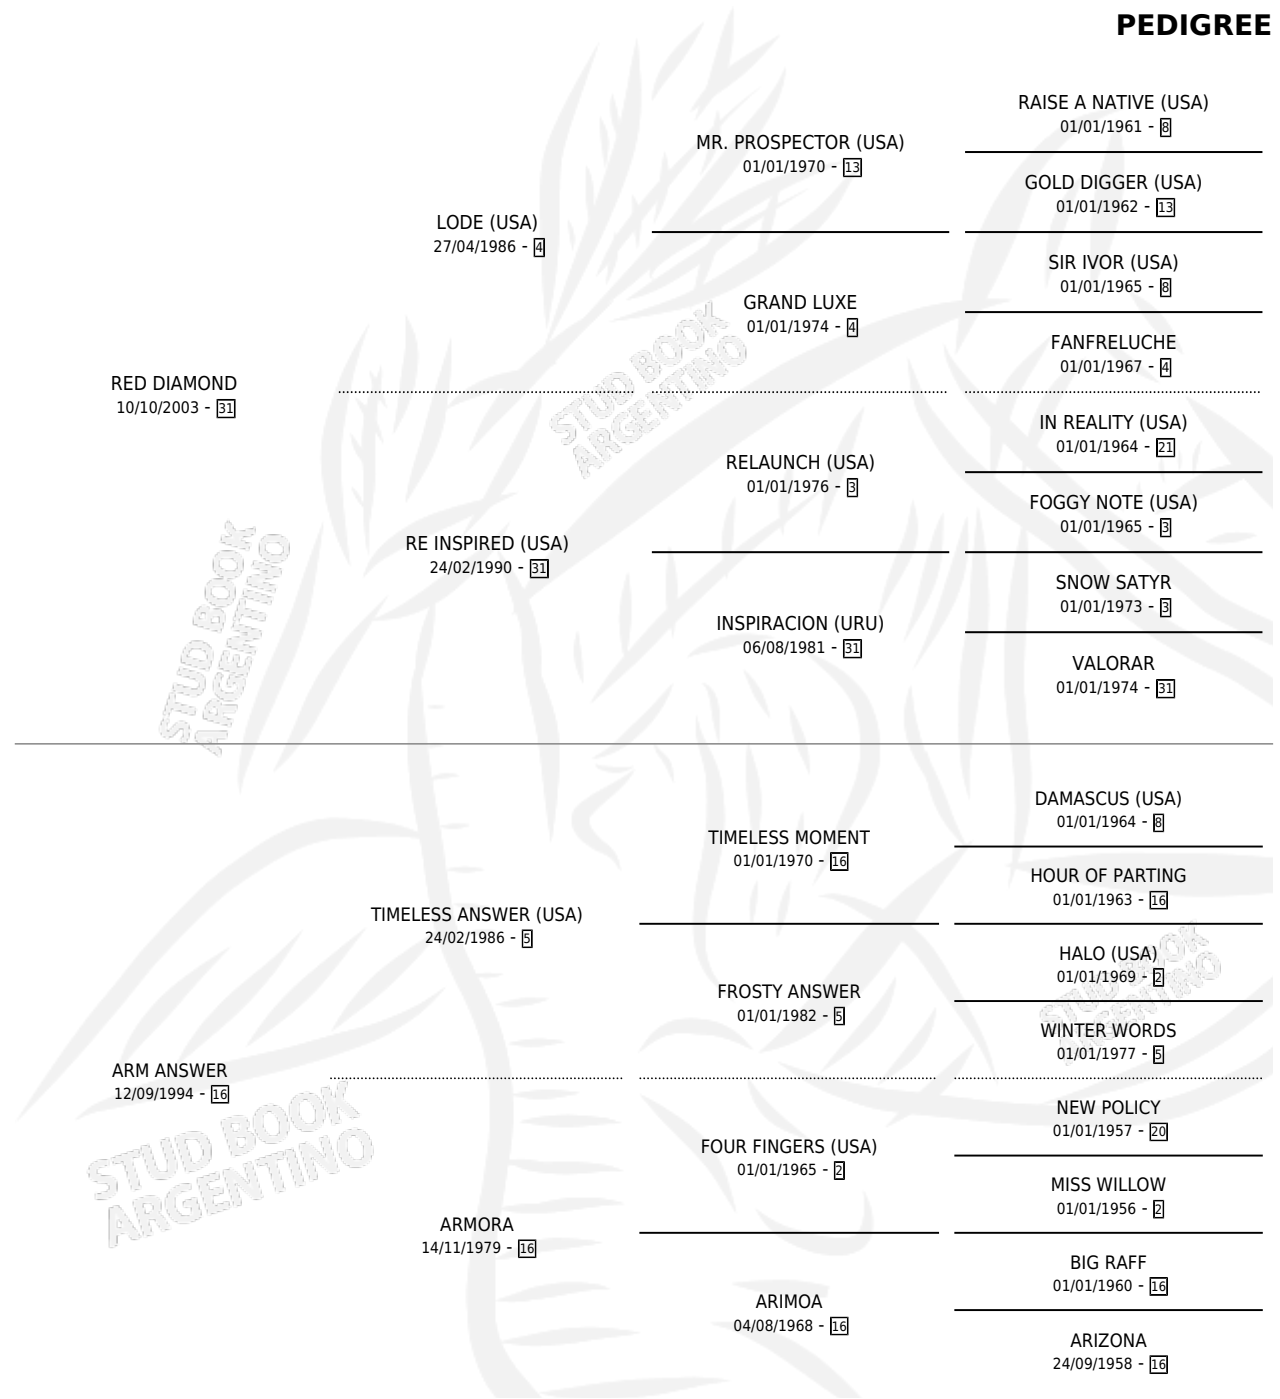 PEDIGREE
RAISE A NATIVE (USA)
01/01/1961 - 8
MR. PROSPECTOR (USA)
01/01/1970 - 13
GOLD DIGGER (USA)
01/01/1962 - 13
LODE (USA)
27/04/1986 - 4
SIR IVOR (USA)
01/01/1965 - 8
GRAND LUXE
01/01/1974 - 4
FANFRELUCHE
01/01/1967 - 4
RED DIAMOND
10/10/2003 - 31
IN REALITY (USA)
01/01/1964 - 21
RELAUNCH (USA)
01/01/1976 - 3
FOGGY NOTE (USA)
01/01/1965 - 3
RE INSPIRED (USA)
24/02/1990 - 31
SNOW SATYR
01/01/1973 - 3
INSPIRACION (URU)
06/08/1981 - 31
VALORAR
01/01/1974 - 31
DAMASCUS (USA)
01/01/1964 - 8
TIMELESS MOMENT
01/01/1970 - 16
HOUR OF PARTING
01/01/1963 - 16
TIMELESS ANSWER (USA)
24/02/1986 - 5
HALO (USA)
01/01/1969 - 2
FROSTY ANSWER
01/01/1982 - 5
WINTER WORDS
01/01/1977 - 5
ARM ANSWER
12/09/1994 - 16
NEW POLICY
01/01/1957 - 20
FOUR FINGERS (USA)
01/01/1965 - 2
MISS WILLOW
01/01/1956 - 2
ARMORA
14/11/1979 - 16
BIG RAFF
01/01/1960 - 16
ARIMOA
04/08/1968 - 16
ARIZONA
24/09/1958 - 16
STUD BOOK
ARGENTINO
STUD BOOK
ARGENTINO
STUD BOOK
ARGENTINO
STUD BOOK
ARGENTINO